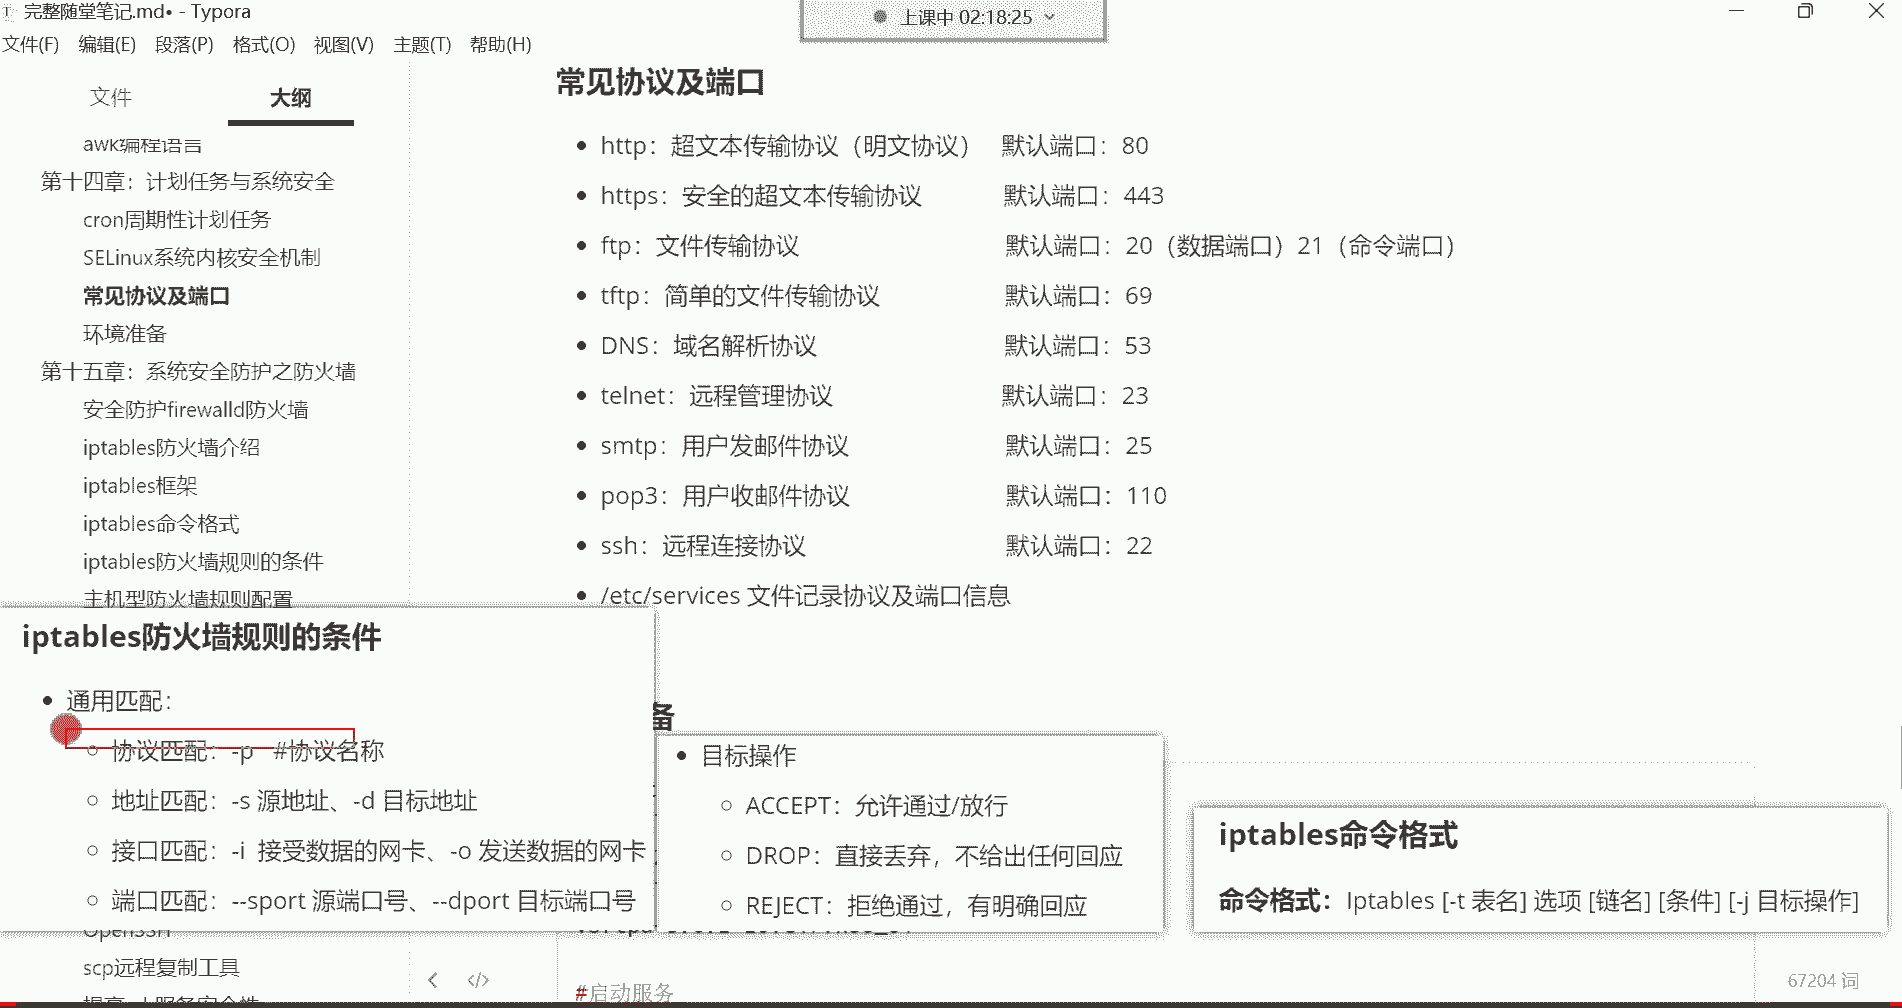 完整随堂笔记.md• - Typora
上课中 02:18:25
文件(F) 编辑(E) 段落(P) 格式(O) 视图(V) 主题(T) 帮助(H)
文件 大纲
awk编程语言
第十四章：计划任务与系统安全
cron周期性计划任务
SELinux系统内核安全机制
常见协议及端口
环境准备
第十五章：系统安全防护之防火墙
安全防护firewalld防火墙
iptables防火墙介绍
iptables框架
iptables命令格式
iptables防火墙规则的条件
主机型防火墙规则配置
常见协议及端口
http：超文本传输协议（明文协议） 默认端口：80
https：安全的超文本传输协议 默认端口：443
ftp：文件传输协议 默认端口：20（数据端口）21（命令端口）
tftp：简单的文件传输协议 默认端口：69
DNS：域名解析协议 默认端口：53
telnet：远程管理协议 默认端口：23
smtp：用户发邮件协议 默认端口：25
pop3：用户收邮件协议 默认端口：110
ssh：远程连接协议 默认端口：22
/etc/services 文件记录协议及端口信息
备
iptables防火墙规则的条件
通用匹配：
协议匹配：-p #协议名称
地址匹配：-s 源地址、-d 目标地址
接口匹配：-i 接受数据的网卡、-o 发送数据的网卡
端口匹配：--sport 源端口号、--dport 目标端口号
目标操作
ACCEPT：允许通过/放行
DROP：直接丢弃，不给出任何回应
REJECT：拒绝通过，有明确回应
iptables命令格式
命令格式：Iptables [-t 表名] 选项 [链名] [条件] [-j 目标操作]
OpenSSH
scp远程复制工具
#启动服务
67204 词